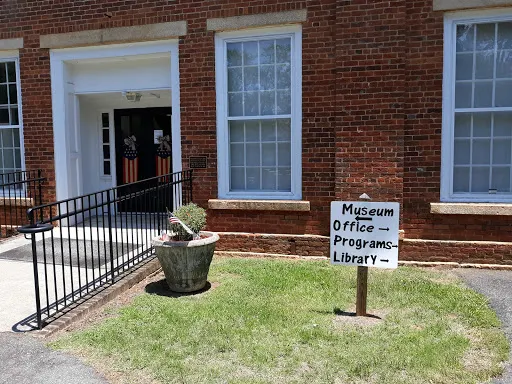 Museum
←
Office →
Programs→
Library→